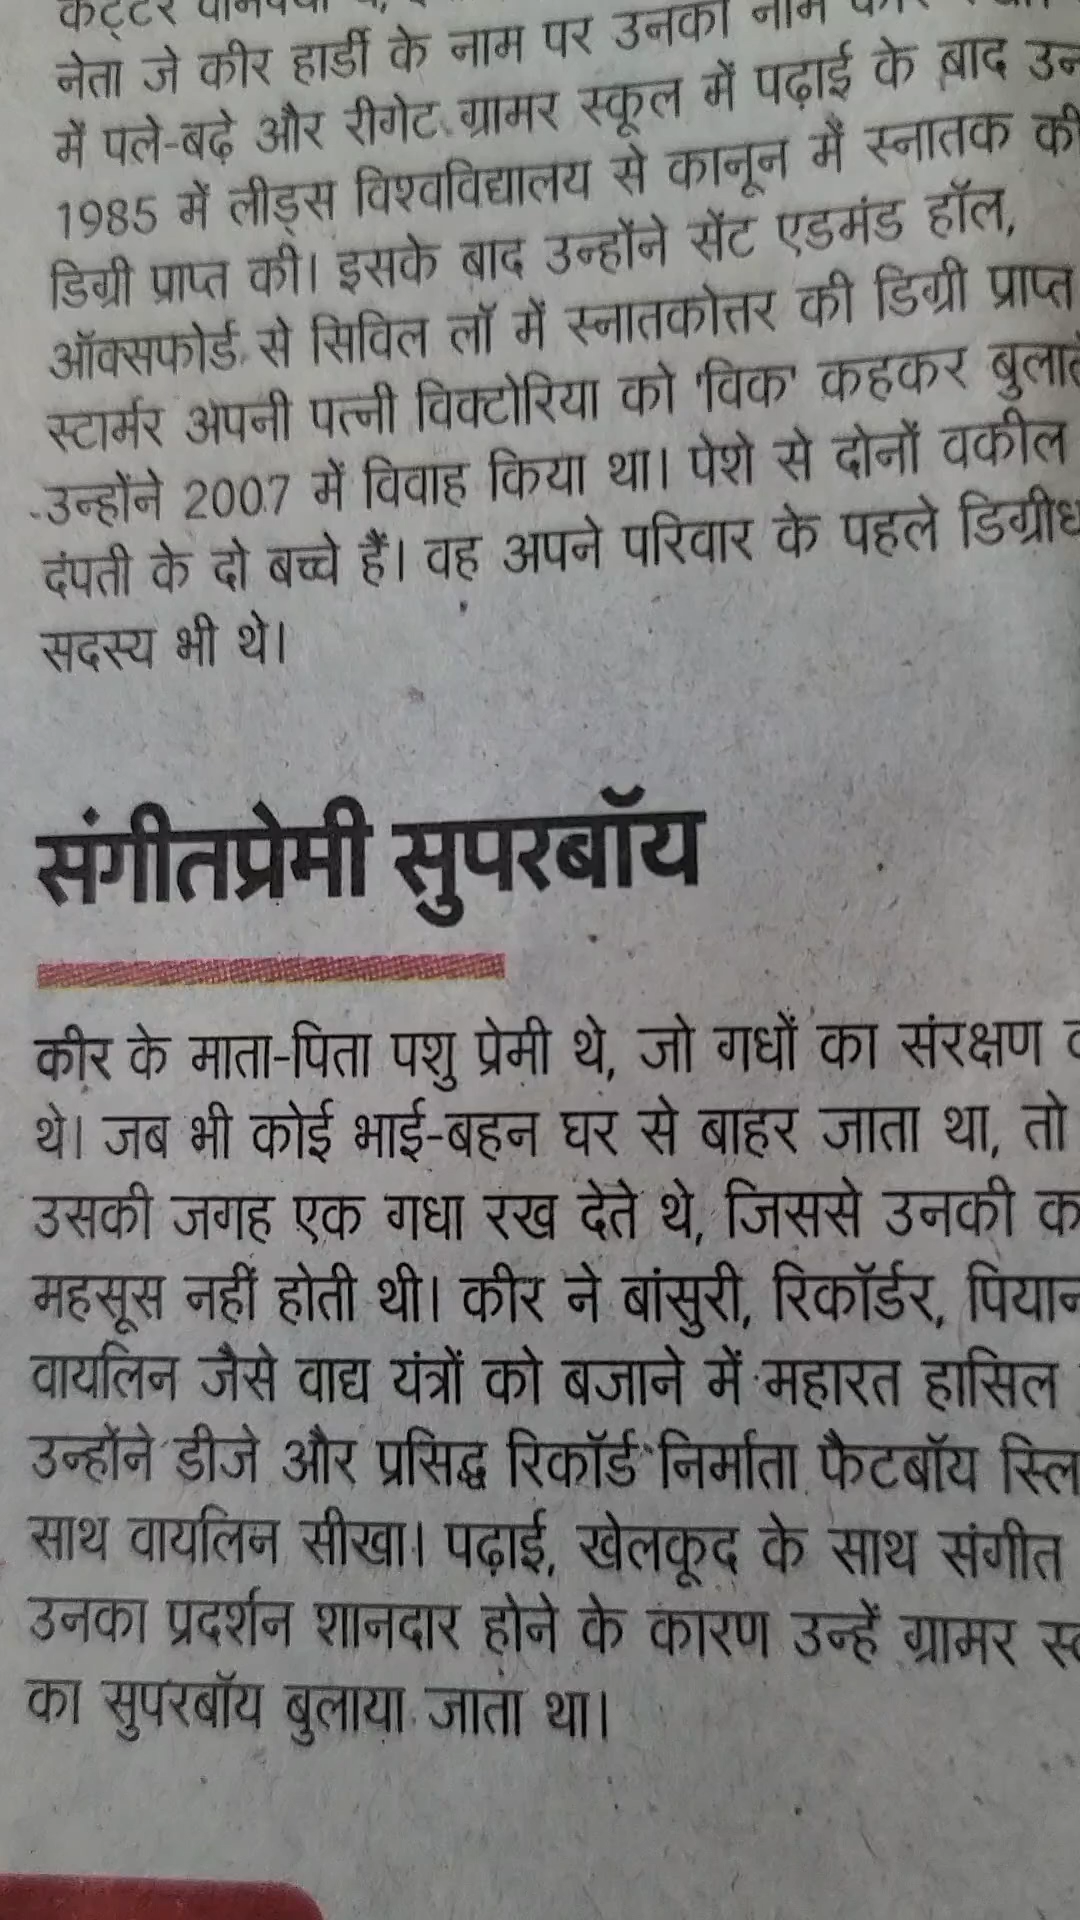 नेता जे कीर हार्डी के नाम पर उनका नाम
में पले-बढ़े और रीगेट ग्रामर स्कूल में पढ़ाई के बाद
1985 में लीड्स विश्वविद्यालय से कानून में स्नातक की
डिग्री प्राप्त की। इसके बाद उन्होंने सेंट एडमंड हॉल,
ऑक्सफोर्ड से सिविल लॉ में स्नातकोत्तर की डिग्री प्राप्त
स्टार्मर अपनी पत्नी विक्टोरिया को 'विक' कहकर
उन्होंने 2007 में विवाह किया था। पेशे से दोनों वकील
दंपती के दो बच्चे हैं। वह अपने परिवार के पहले
सदस्य भी थे।
संगीतप्रेमी सुपरबॉय
कीर के माता-पिता पशु प्रेमी थे, जो गधों का संरक्षण
थे। जब भी कोई भाई-बहन घर से बाहर जाता था, तो
उसकी जगह एक गधा रख देते थे, जिससे उनकी
महसूस नहीं होती थी। कीर ने बांसुरी, रिकॉर्डर,
वायलिन जैसे वाद्य यंत्रों को बजाने में महारत हासिल
उन्होंने डीजे और प्रसिद्ध रिकॉर्ड निर्माता फैटबॉय
साथ वायलिन सीखा। पढ़ाई, खेलकूद के साथ संगीत
उनका प्रदर्शन शानदार होने के कारण उन्हें ग्रामर
का सुपरबॉय बुलाया जाता था।